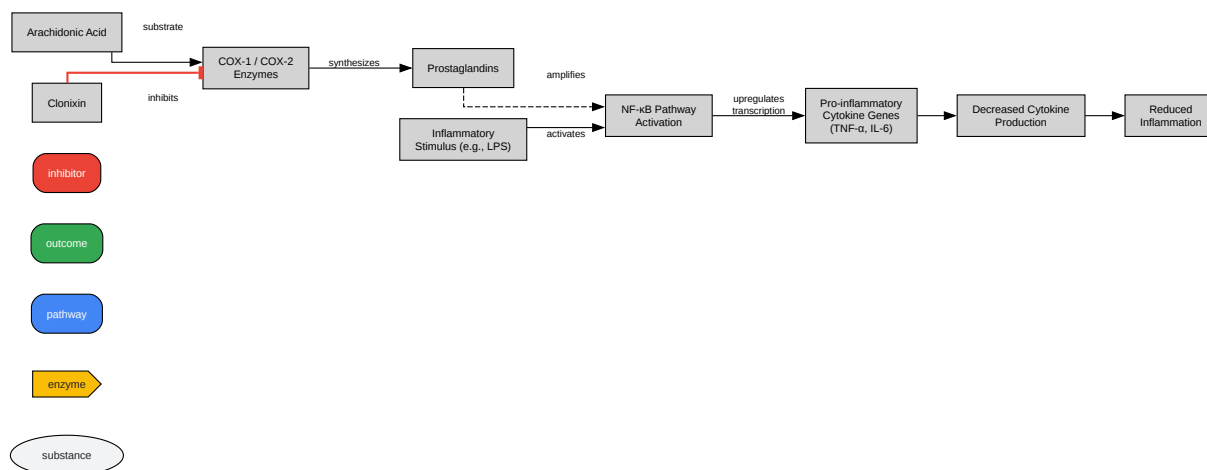 Arachidonic Acid
substrate
COX-1 / COX-2
Enzymes
synthesizes
Prostaglandins
Clonixin
inhibits
amplifies
Inflammatory
Stimulus (e.g., LPS)
activates
NF-κB Pathway
Activation
upregulates
transcription
Pro-inflammatory
Cytokine Genes
(TNF-α, IL-6)
Decreased Cytokine
Production
Reduced
Inflammation
inhibitor
outcome
pathway
enzyme
substance